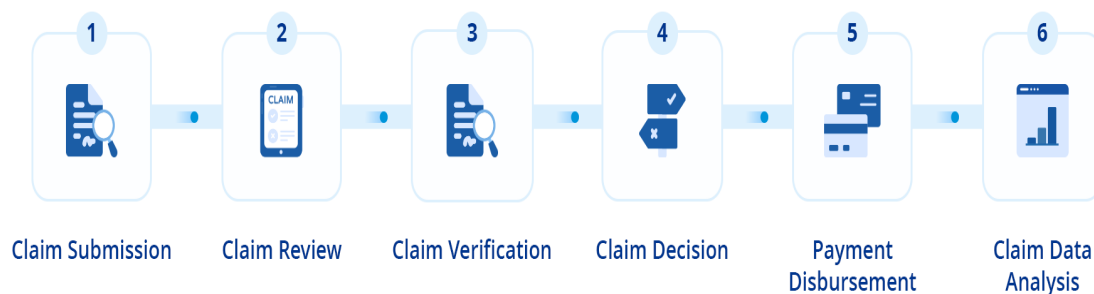 1
2
3
4
5
6
CLAIM
Claim Submission
Claim Review
Claim Verification
Claim Decision
Payment
Disbursement
Claim Data
Analysis